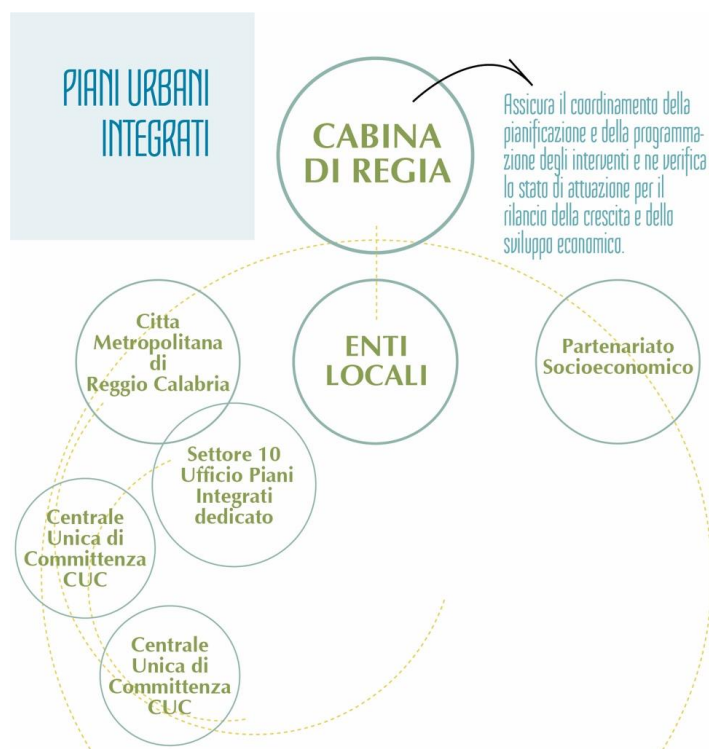 PIANI URBANI
INTEGRATI
CABINA
DI REGIA
Assicura il coordinamento della
pianificazione e della programma-
zione degli interventi e ne verifica
lo stato di attuazione per il
rilancio della crescita e dello
sviluppo economico.
Citta
Metropolitana
di
Reggio Calabria
ENTI
LOCALI
Partenariato
Socioeconomico
Settore 10
Ufficio Piani
Integrati
dedicato
Centrale
Unica di
Committenza
CUC
Centrale
Unica di
Committenza
CUC